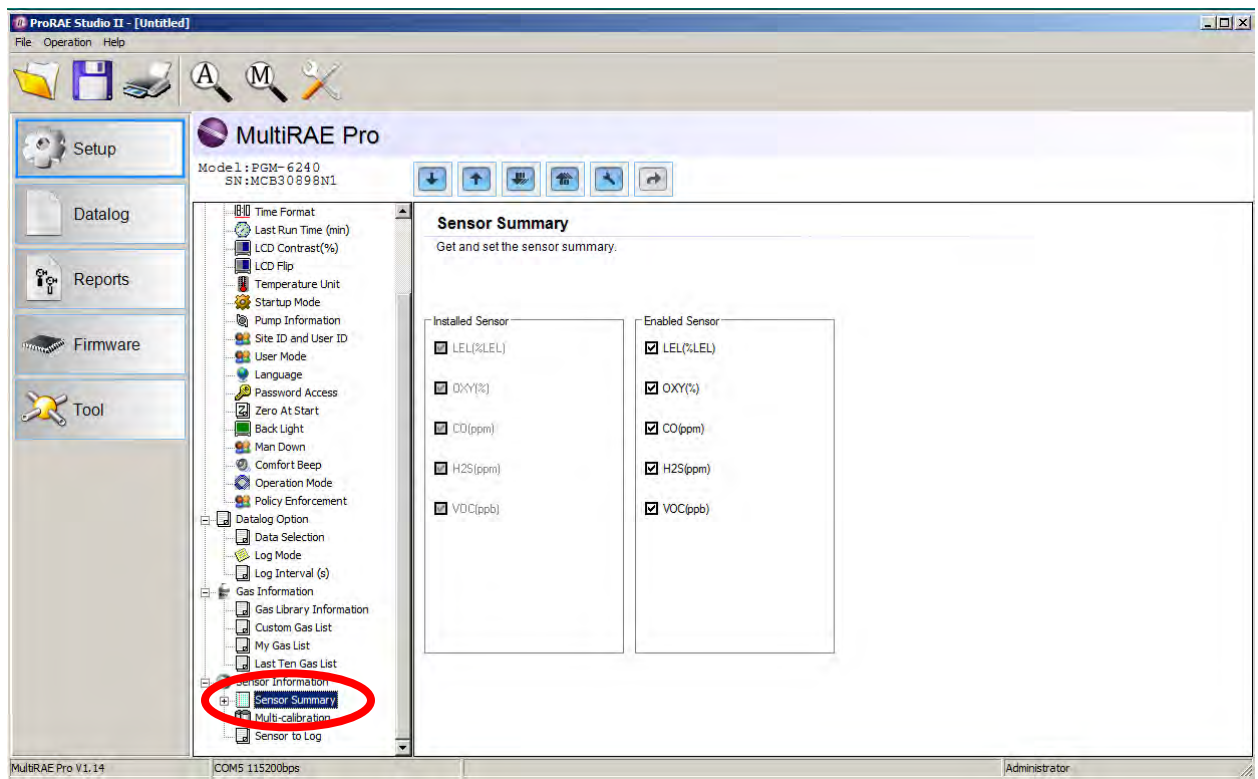 ProRAE Studio II - [Untitled]
File Operation Help
A M
MultiRAE Pro
Model:PGM-6240
SN:MCB30898N1
Setup
Datalog
Reports
Firmware
Tool
Time Format
Last Run Time (min)
LCD Contrast(%)
LCD Flip
Temperature Unit
Startup Mode
Pump Information
Site ID and User ID
User Mode
Language
Password Access
Zero At Start
Back Light
Man Down
Comfort Beep
Operation Mode
Policy Enforcement
Datalog Option
Data Selection
Log Mode
Log Interval (s)
Gas Information
Gas Library Information
Custom Gas List
My Gas List
Last Ten Gas List
Sensor Information
Sensor Summary
Multi-calibration
Sensor to Log
Sensor Summary
Get and set the sensor summary.
Installed Sensor
LEL(%LEL)
OXY(%)
CO(ppm)
H2S(ppm)
VOC(ppb)
Enabled Sensor
LEL(%LEL)
OXY(%)
CO(ppm)
H2S(ppm)
VOC(ppb)
MultiRAE Pro V1.14
COM5 115200bps
Administrator